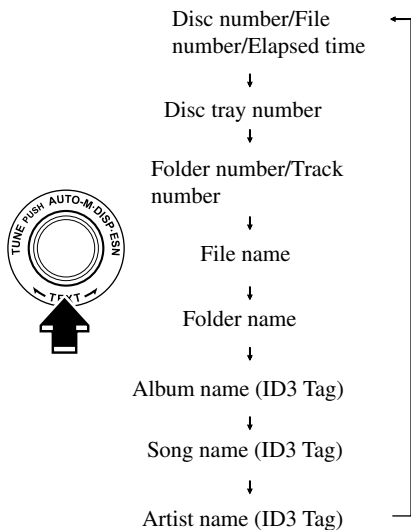 Disc number/File
number/Elapsed time
Disc tray number
Folder number/Track
number
TUNE PUSH AUTO-M·DISP·ESN
File name
TEXT
Folder name
Album name (ID3 Tag)
Song name (ID3 Tag)
Artist name (ID3 Tag)